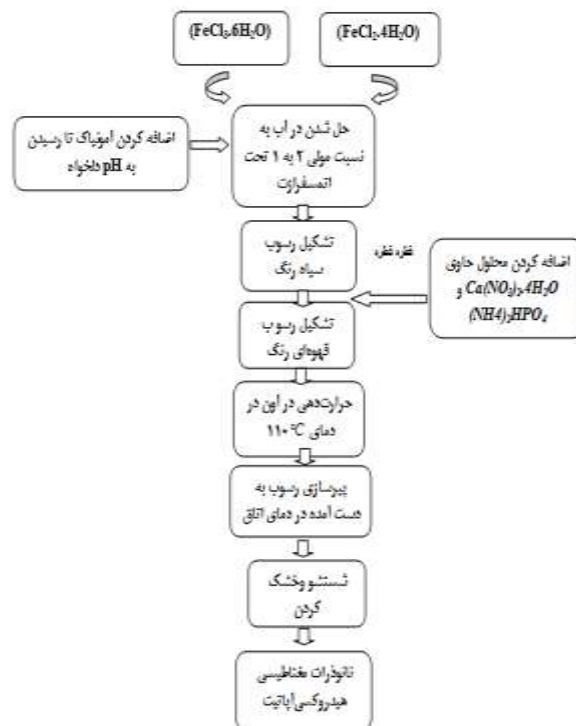 (FeCl₃.6H₂O)
(FeCl₂.4H₂O)
اضافه کردن آمونیاک تا رسیدن
به pH دلخواه
حل شدن در آب به
نسبت مولی ۲ به ۱ تحت
اتمسفرازت
تشکیل رسوب
سیاه رنگ
قطره قطره
اضافه کردن محلول حاوی
Ca(NO₃)₂.4H₂O و
(NH4)₂HPO₄
تشکیل رسوب
قهوه‌ای رنگ
حرارت‌دهی در آون در
دمای ۱۱۰ °C
پیرسازی رسوب به
دست آمده در دمای اتاق
شستشو وخشک
کردن
نانوذرات مغناطیسی
هیدروکسی‌آپاتیت